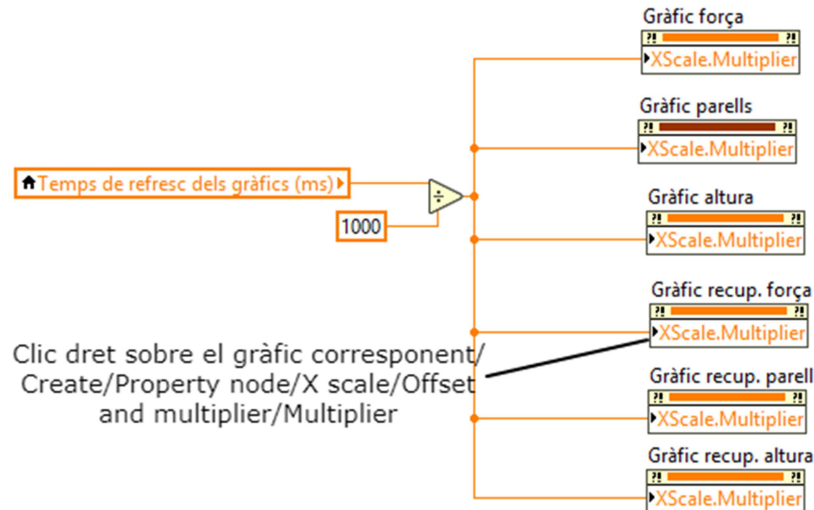 Gràfic força
XScale.Multiplier
Gràfic parells
XScale.Multiplier
Temps de refresc dels gràfics (ms)
÷
1000
Gràfic altura
XScale.Multiplier
Gràfic recup. força
XScale.Multiplier
Clic dret sobre el gràfic corresponent/
Create/Property node/X scale/Offset
and multiplier/Multiplier
Gràfic recup. parell
XScale.Multiplier
Gràfic recup. altura
XScale.Multiplier